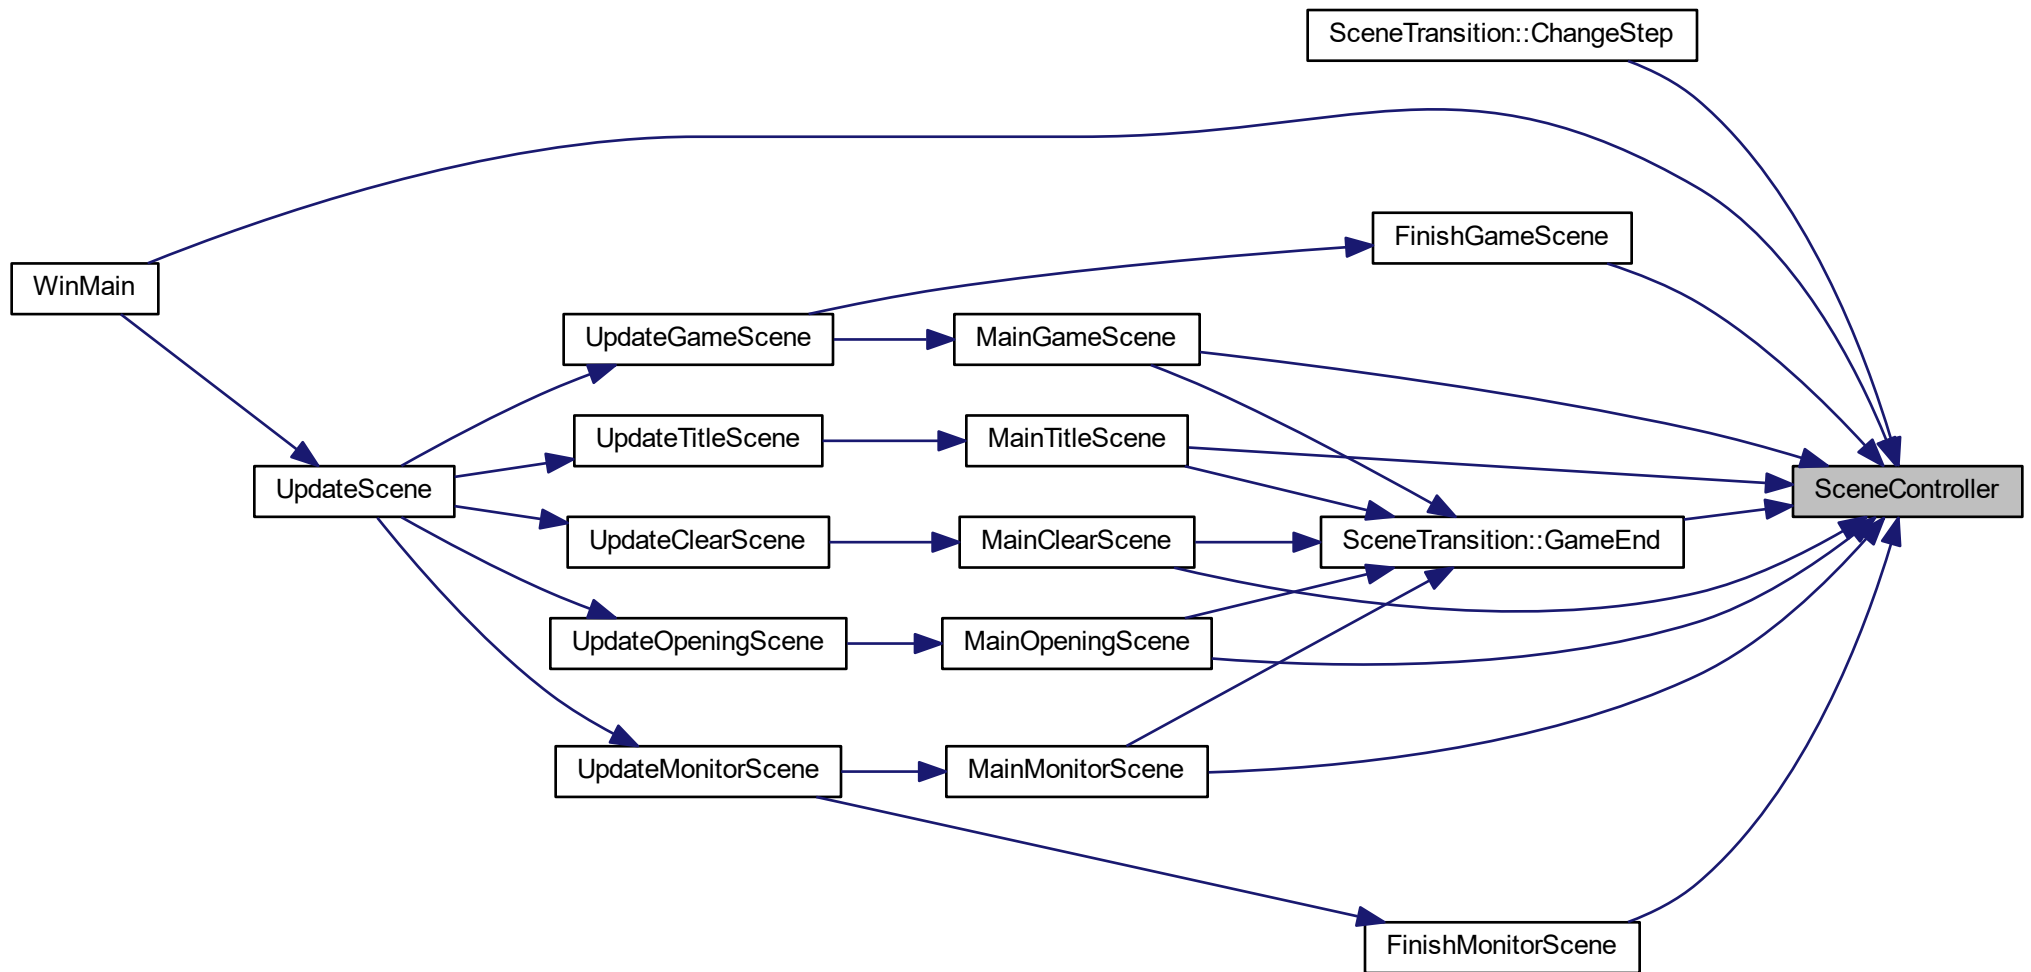 SceneTransition::ChangeStep
FinishGameScene
WinMain
UpdateGameScene
MainGameScene
UpdateTitleScene
MainTitleScene
UpdateScene
SceneController
UpdateClearScene
MainClearScene
SceneTransition::GameEnd
UpdateOpeningScene
MainOpeningScene
UpdateMonitorScene
MainMonitorScene
FinishMonitorScene